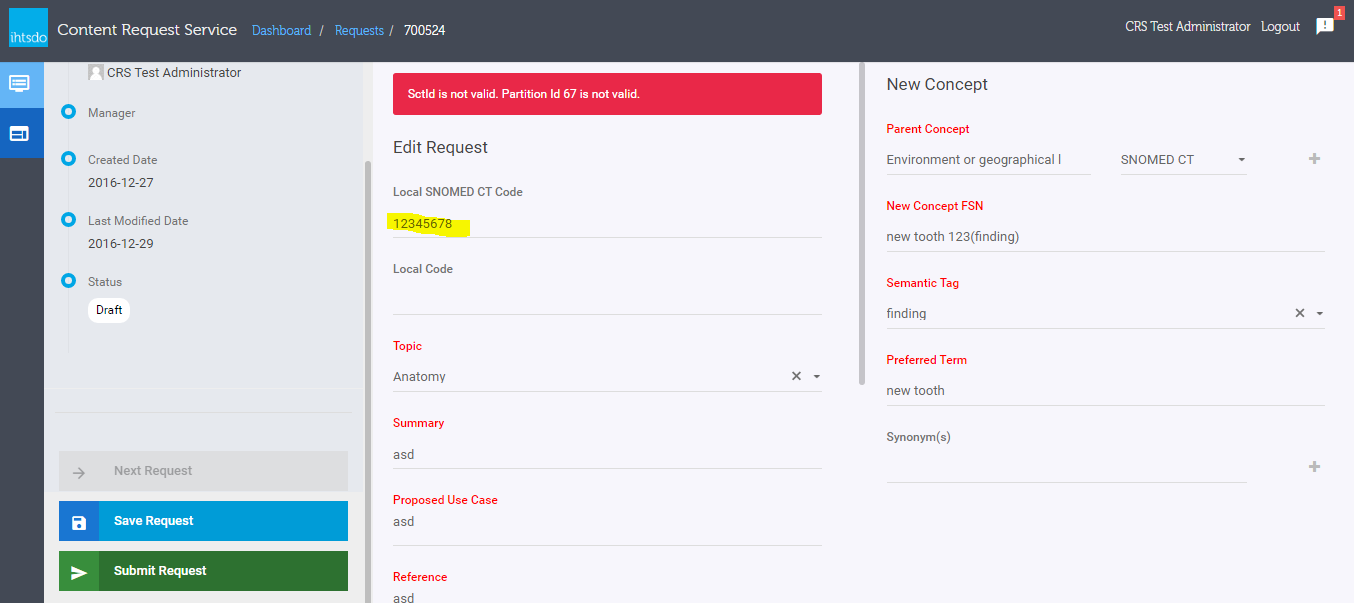 ihtsdo
Content Request Service
Dashboard / Requests / 700524
CRS Test Administrator Logout
1
CRS Test Administrator
Manager
Created Date
2016-12-27
Last Modified Date
2016-12-29
Status
Draft
Next Request
Save Request
Submit Request
SctId is not valid. Partition Id 67 is not valid.
Edit Request
Local SNOMED CT Code
12345678
Local Code
Topic
Anatomy
Summary
asd
Proposed Use Case
asd
Reference
asd
New Concept
Parent Concept
Environment or geographical l
SNOMED CT
New Concept FSN
new tooth 123(finding)
Semantic Tag
finding
Preferred Term
new tooth
Synonym(s)